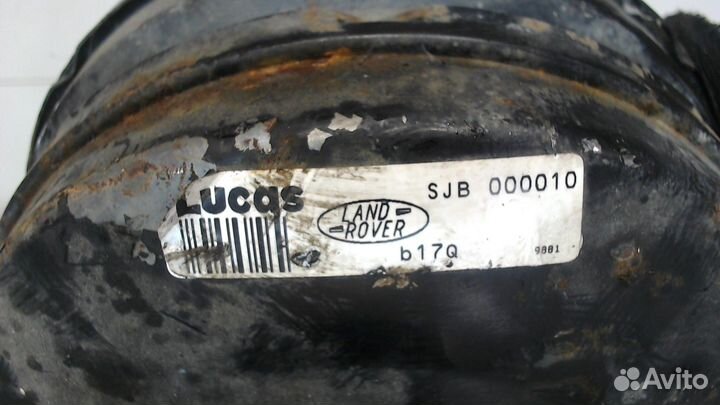 Lucas
SJB 000010
LAND
ROVER
b17Q
9881
Avito